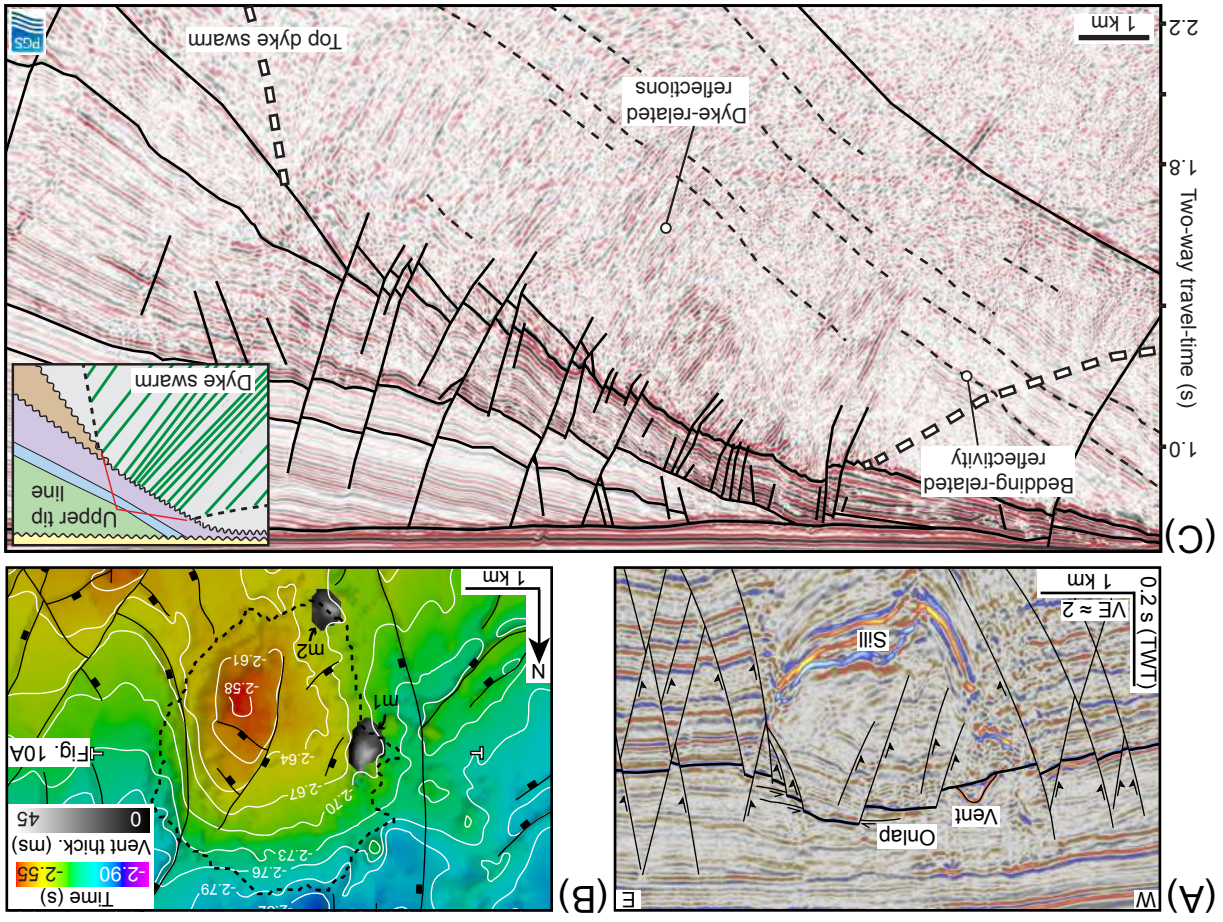 (A)
W
E
Vent
Onlap
Sill
0.2 s (TWT)
VE ≈ 2
1 km
(B)
Time (s)
-2.90 -2.55
Vent thick. (ms)
0 45
-2.79
-2.76
-2.73
-2.70
-2.67
-2.64
-2.58
-2.61
T
T
Fig. 10A
m1
m2
N
1 km
(C)
Two-way travel-time (s)
1.0
1.8
2.2
Bedding-related
reflectivity
Dyke-related
reflections
Top dyke swarm
1 km
Upper tip
line
Dyke swarm
PGS